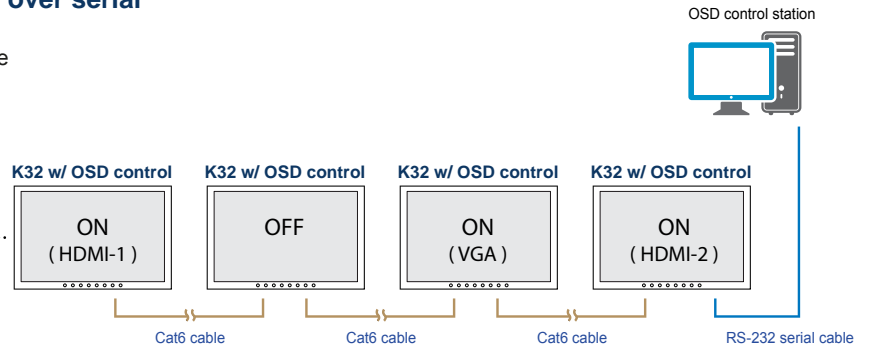 over serial
OSD control station
e
K32 w/ OSD control K32 w/ OSD control K32 w/ OSD control K32 w/ OSD control
ON OFF ON ON
( HDMI-1 ) ( VGA ) ( HDMI-2 )
..
Cat6 cable Cat6 cable Cat6 cable RS-232 serial cable